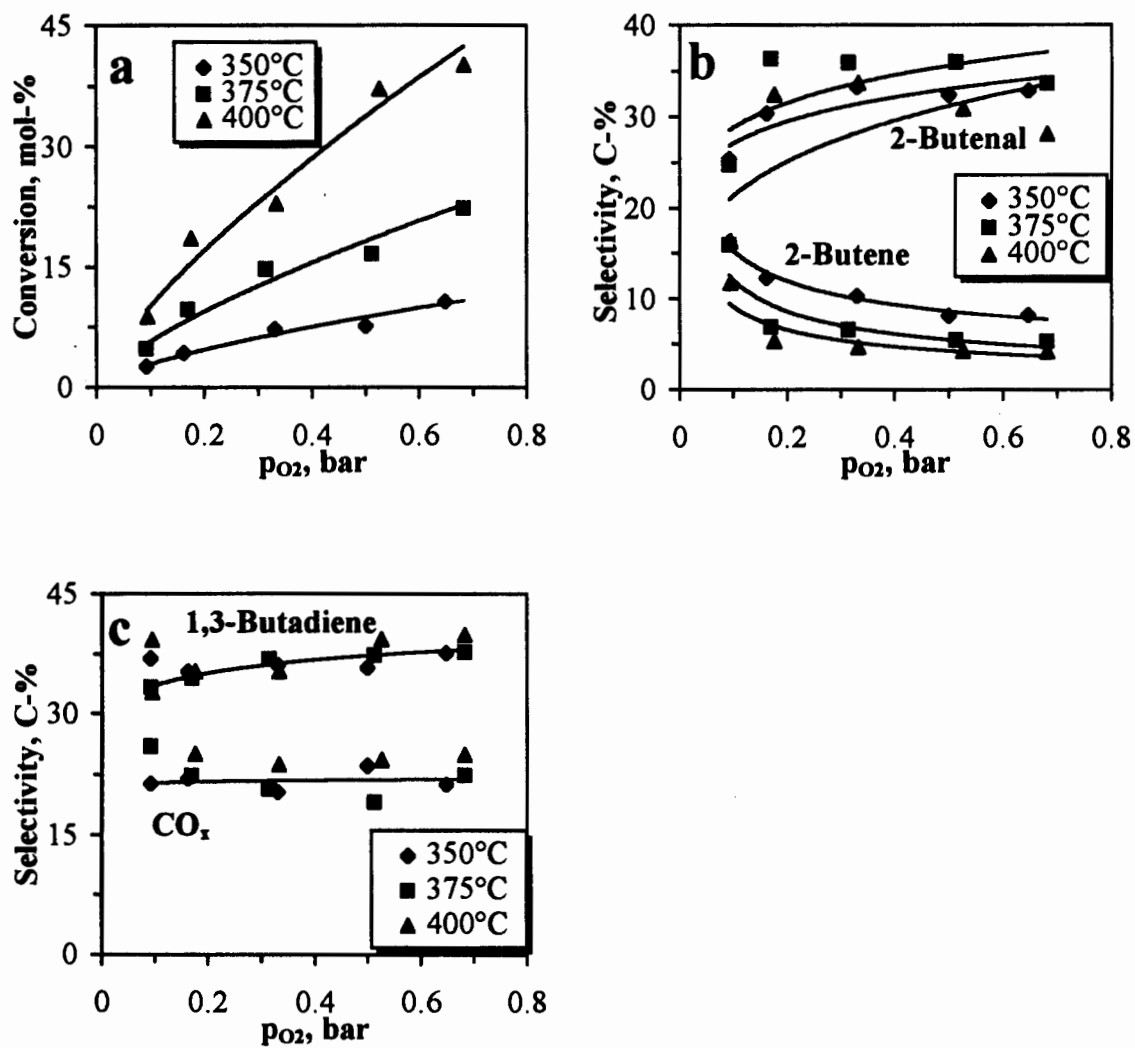 a
45
30
15
0
Conversion, mol-%
350°C
375°C
400°C
0 0.2 0.4 0.6 0.8
pO2, bar
b
40
30
20
10
0
Selectivity, C-%
2-Butenal
350°C
375°C
400°C
2-Butene
0 0.2 0.4 0.6 0.8
pO2, bar
c
45
30
15
0
Selectivity, C-%
1,3-Butadiene
COx
350°C
375°C
400°C
0 0.2 0.4 0.6 0.8
pO2, bar